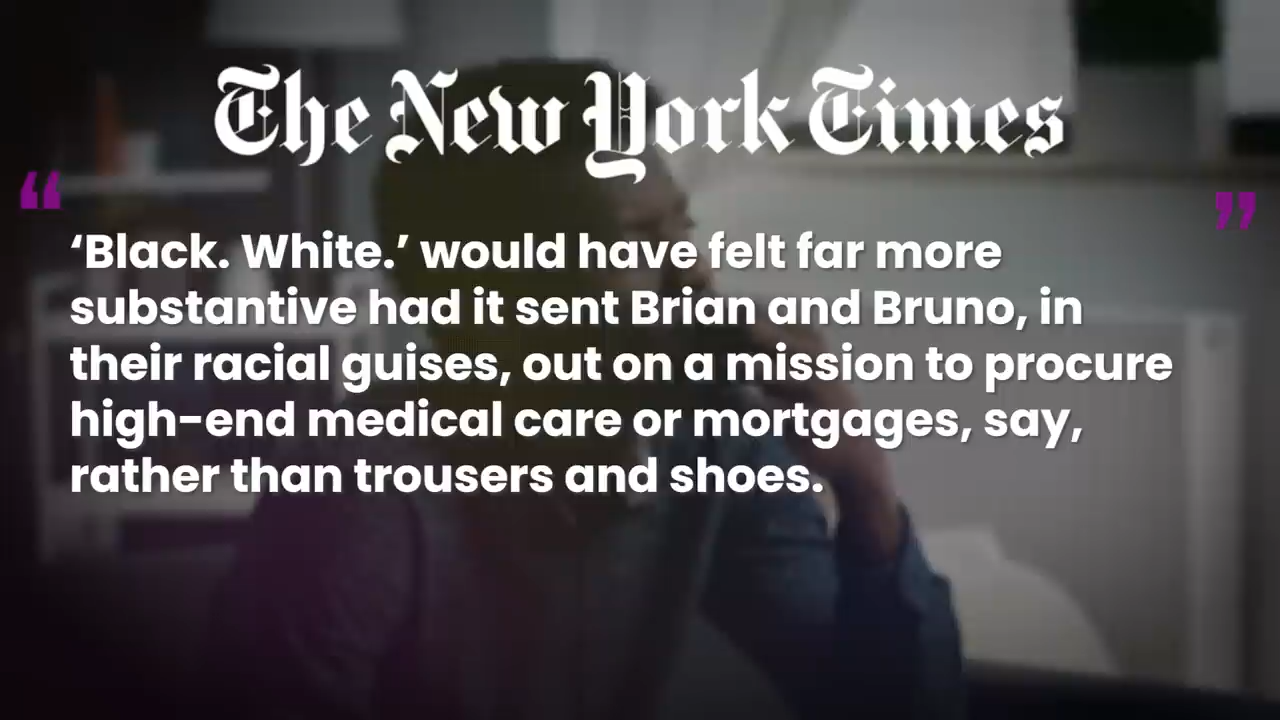 The New York Times
“ ”
‘Black. White.’ would have felt far more
substantive had it sent Brian and Bruno, in
their racial guises, out on a mission to procure
high-end medical care or mortgages, say,
rather than trousers and shoes.